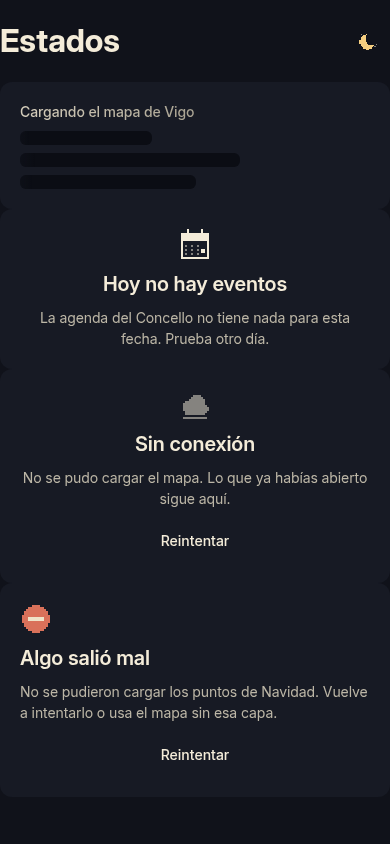 Estados
Cargando el mapa de Vigo
Hoy no hay eventos
La agenda del Concello no tiene nada para esta
fecha. Prueba otro día.
Sin conexión
No se pudo cargar el mapa. Lo que ya habías abierto
sigue aquí.
Reintentar
Algo salió mal
No se pudieron cargar los puntos de Navidad. Vuelve
a intentarlo o usa el mapa sin esa capa.
Reintentar